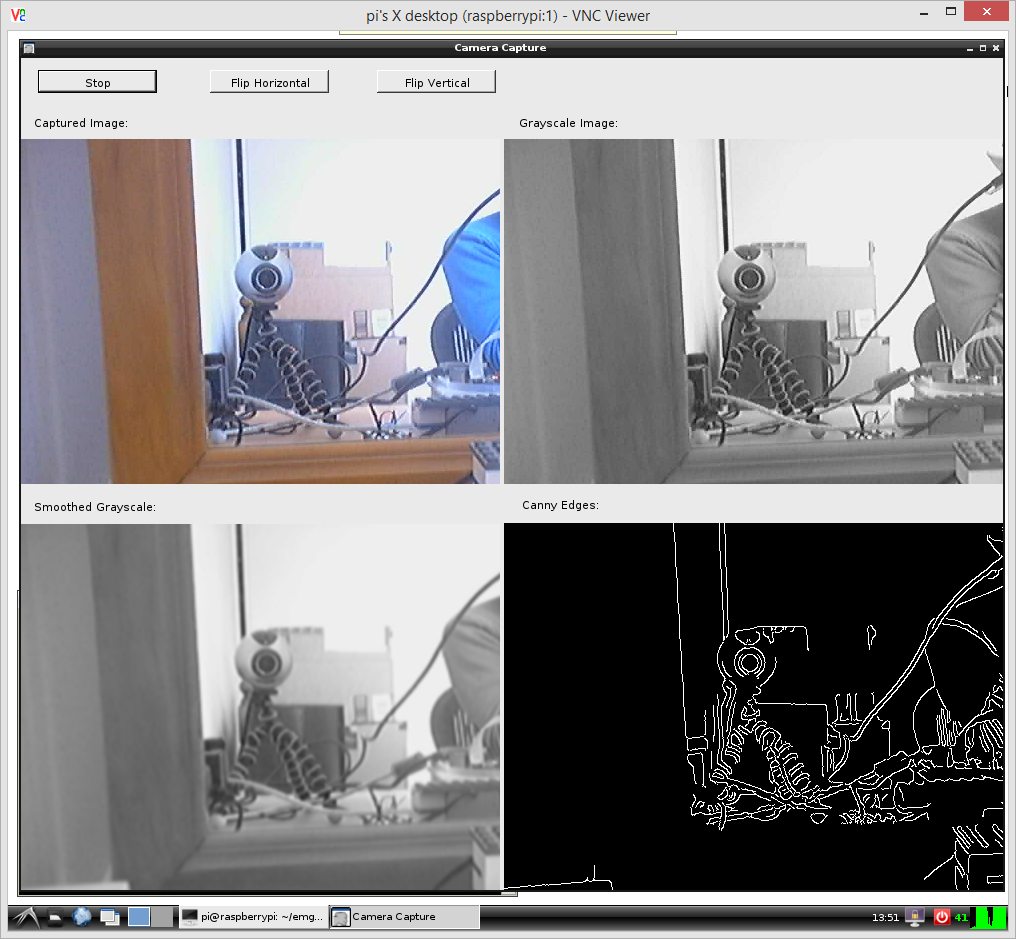 pi's X desktop (raspberrypi:1) - VNC Viewer
Camera Capture
Stop
Flip Horizontal
Flip Vertical
Captured Image:
Grayscale Image:
Smoothed Grayscale:
Canny Edges:
pi@raspberrypi: ~/emg...
Camera Capture
13:51
41